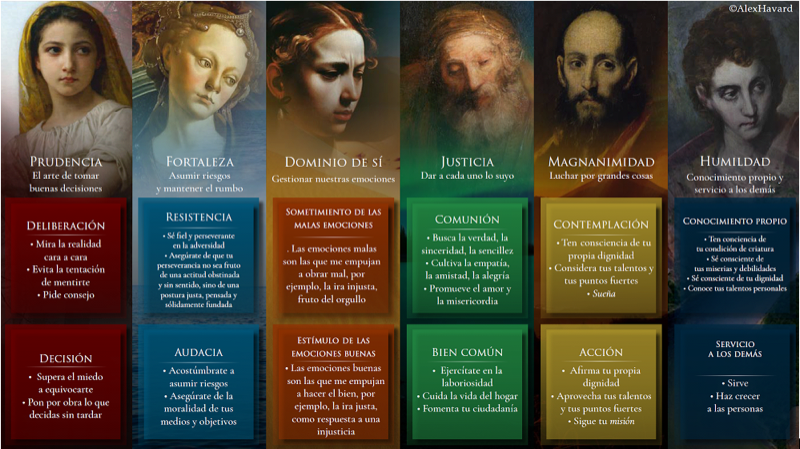 ©AlexHavard
PRUDENCIA
El arte de tomar
buenas decisiones
FORTALEZA
Asumir riesgos
y mantener el rumbo
DOMINIO DE SÍ
Gestionar nuestras emociones
JUSTICIA
Dar a cada uno lo suyo
MAGNANIMIDAD
Luchar por grandes cosas
HUMILDAD
Conocimiento propio y
servicio a los demás
DELIBERACIÓN
• Mira la realidad
cara a cara
• Evita la tentación
de mentirte
• Pide consejo
RESISTENCIA
• Sé fiel y perseverante
en la adversidad
• Asegúrate de que tu
perseverancia no sea fruto
de una actitud obstinada
y sin sentido, sino de una
postura justa, pensada y
sólidamente fundada
SOMETIMIENTO DE LAS
MALAS EMOCIONES
. Las emociones malas
son las que me empujan
a obrar mal, por
ejemplo, la ira injusta,
fruto del orgullo
COMUNIÓN
• Busca la verdad, la
sinceridad, la sencillez
• Cultiva la empatía,
la amistad, la alegría
• Promueve el amor y
la misericordia
CONTEMPLACIÓN
• Ten consciencia de tu
propia dignidad
• Considera tus talentos y
tus puntos fuertes
• Sueña
CONOCIMIENTO PROPIO
• Ten conciencia de
tu condición de criatura
• Sé consciente de
tus miserias y debilidades
• Sé consciente de tu dignidad
• Conoce tus talentos personales
DECISIÓN
• Supera el miedo
a equivocarte
• Pon por obra lo que
decidas sin tardar
AUDACIA
• Acostúmbrate a
asumir riesgos
• Asegúrate de la
moralidad de tus
medios y objetivos
ESTÍMULO DE LAS
EMOCIONES BUENAS
• Las emociones buenas
son las que me empujan
a hacer el bien, por
ejemplo, la ira justa,
como respuesta a una
injusticia
BIEN COMÚN
• Ejercítate en la
laboriosidad
• Cuida la vida del hogar
• Fomenta tu ciudadanía
ACCIÓN
• Afirma tu propia
dignidad
• Aprovecha tus talentos
y tus puntos fuertes
• Sigue tu misión
SERVICIO
A LOS DEMÁS
• Sirve
• Haz crecer
a las personas